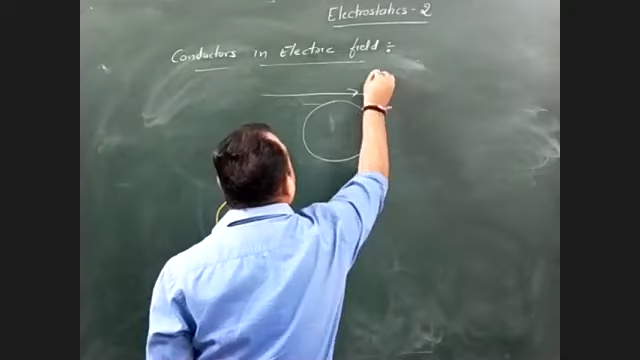 Electrostatics - 2
Conductors in Electric field :-